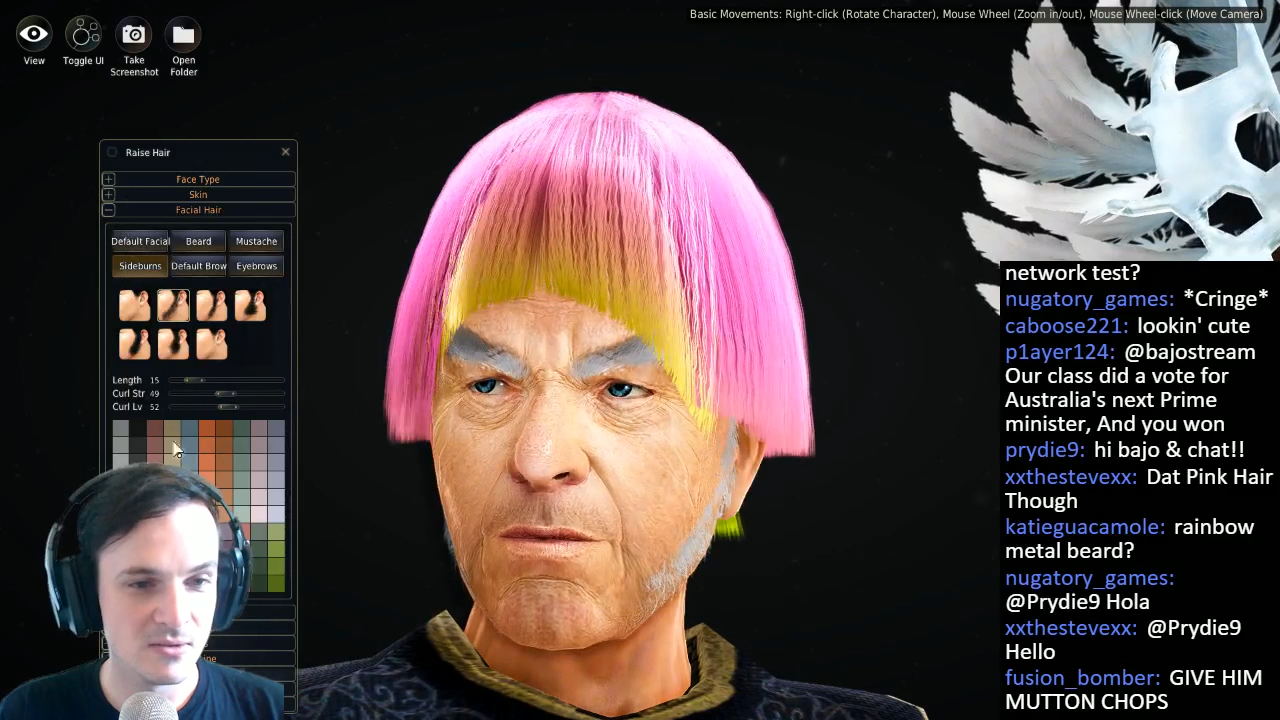 Basic Movements: Right-click (Rotate Character), Mouse Wheel (Zoom in/out), Mouse Wheel-click (Move Camera)
View
Toggle UI
Take
Screenshot
Open
Folder
Raise Hair
Face Type
Skin
Facial Hair
Default Facial
Beard
Mustache
Sideburns
Default Brow
Eyebrows
Length 15
Curl Str 49
Curl Lv 52
network test?
nugatory_games: *Cringe*
caboose221: lookin' cute
p1ayer124: @bajostream
Our class did a vote for
Australia's next Prime
minister, And you won
prydie9: hi bajo & chat!!
xxthestevexx: Dat Pink Hair
Though
katieguacamole: rainbow
metal beard?
nugatory_games:
@Prydie9 Hola
xxthestevexx: @Prydie9
Hello
fusion_bomber: GIVE HIM
MUTTON CHOPS